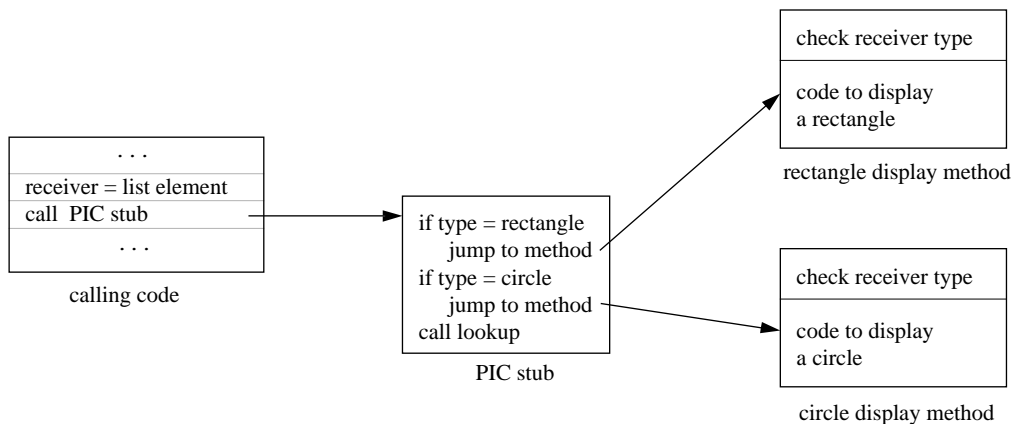 . . .
receiver = list element
call PIC stub
. . .
calling code
if type = rectangle
jump to method
if type = circle
jump to method
call lookup
PIC stub
check receiver type
code to display
a rectangle
rectangle display method
check receiver type
code to display
a circle
circle display method